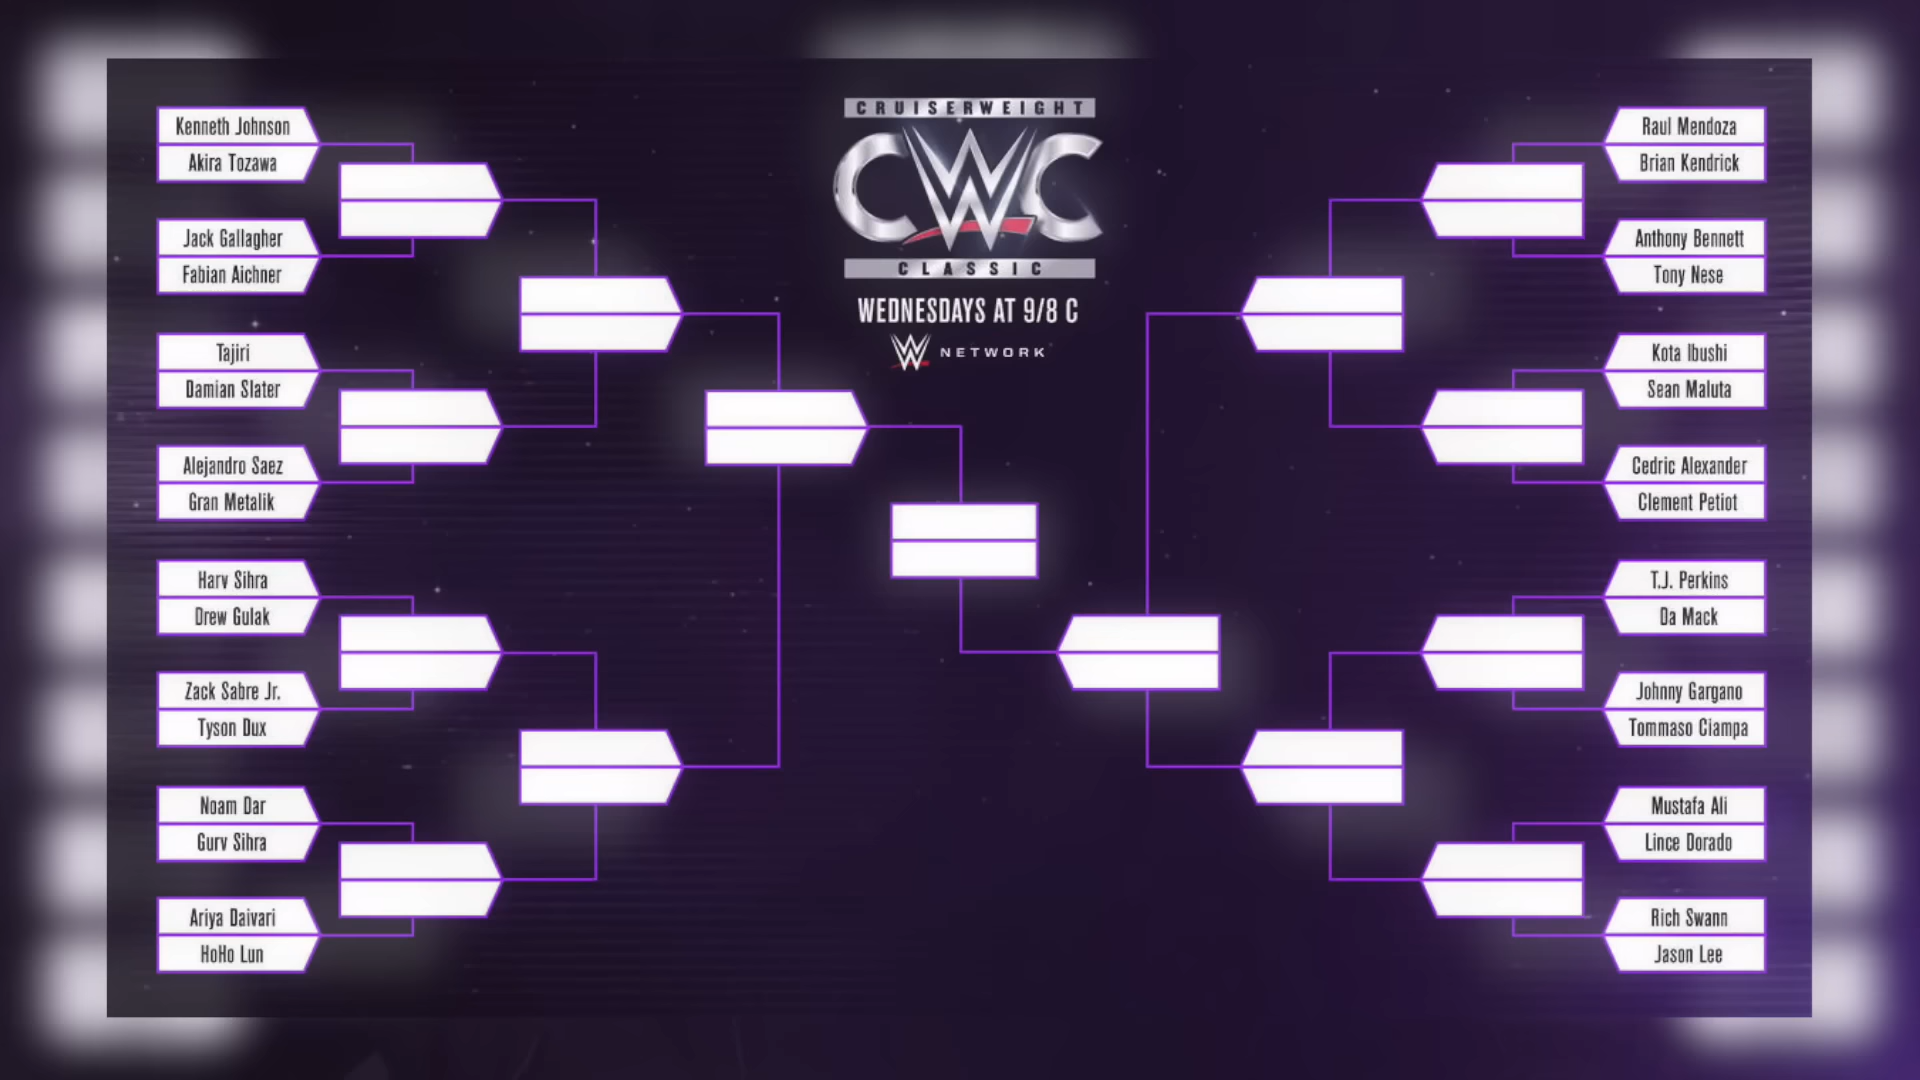 CRUISERWEIGHT
CWC
CLASSIC
WEDNESDAYS AT 9/8 C
W NETWORK
Kenneth Johnson
Akira Tozawa
Jack Gallagher
Fabian Aichner
Tajiri
Damian Slater
Alejandro Saez
Gran Metalik
Harv Sihra
Drew Gulak
Zack Sabre Jr.
Tyson Dux
Noam Dar
Gurv Sihra
Ariya Daivari
HoHo Lun
Raul Mendoza
Brian Kendrick
Anthony Bennett
Tony Nese
Kota Ibushi
Sean Maluta
Cedric Alexander
Clement Petiot
T.J. Perkins
Da Mack
Johnny Gargano
Tommaso Ciampa
Mustafa Ali
Lince Dorado
Rich Swann
Jason Lee